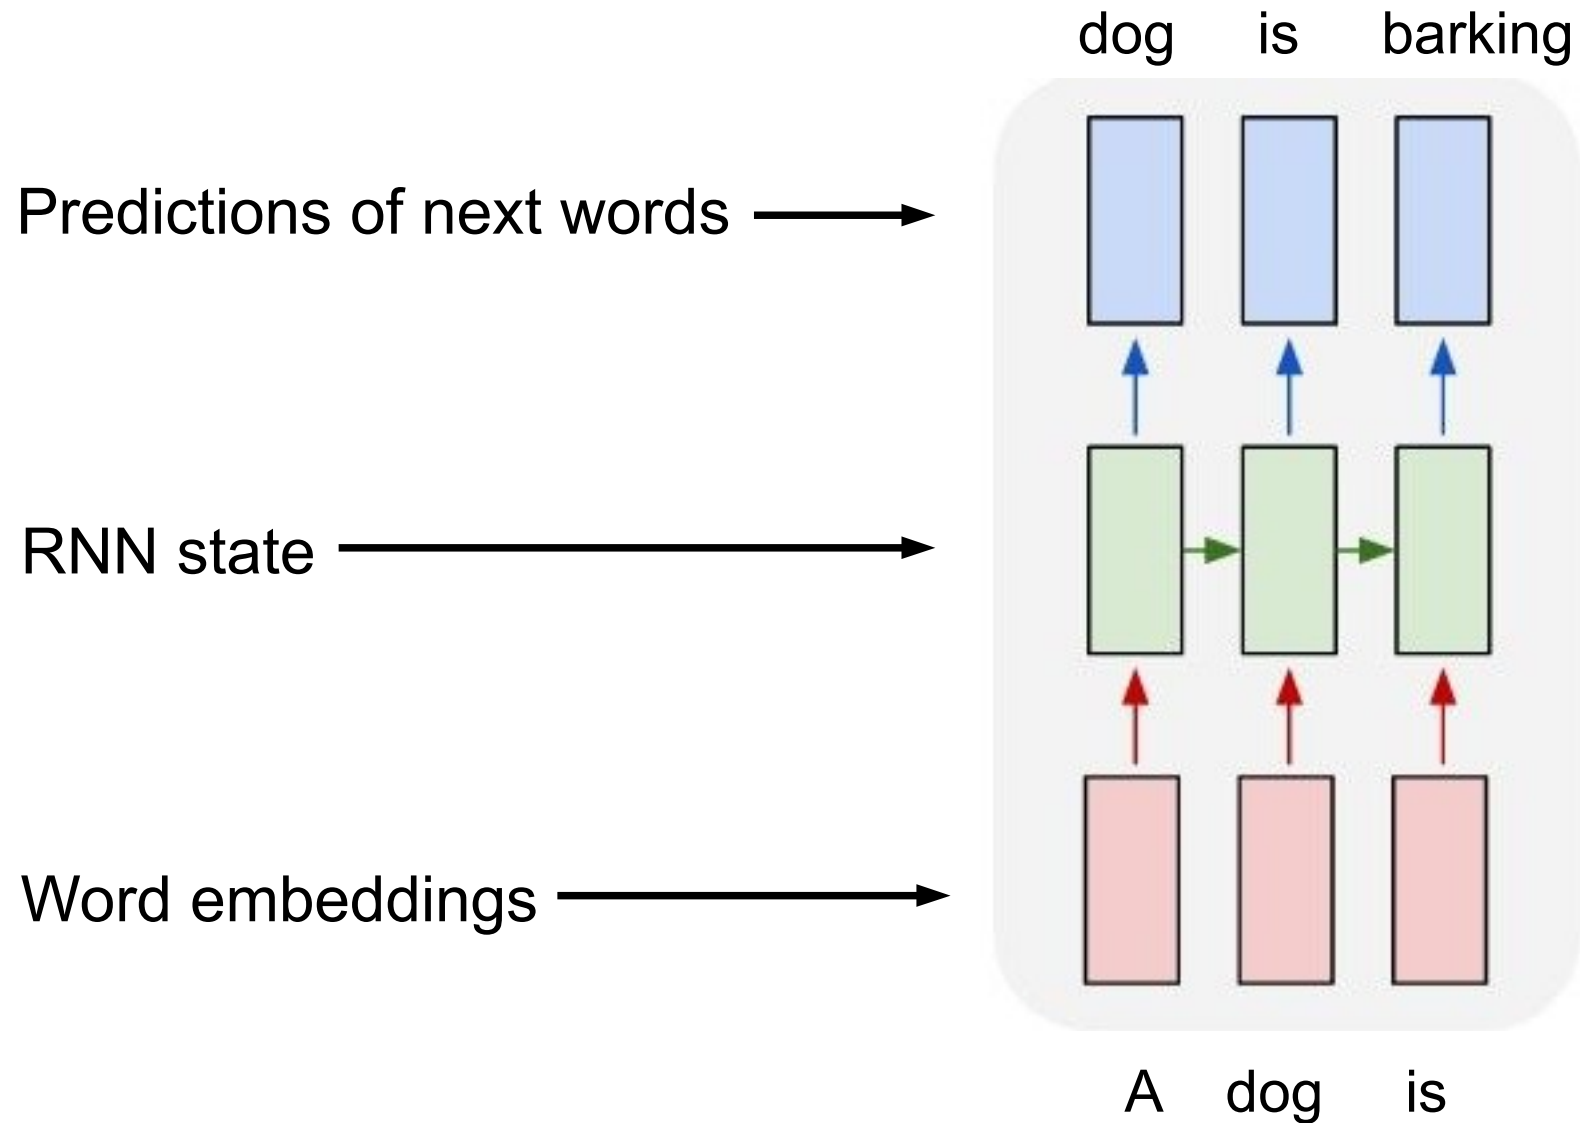 dog is barking
Predictions of next words
RNN state
Word embeddings
A dog is